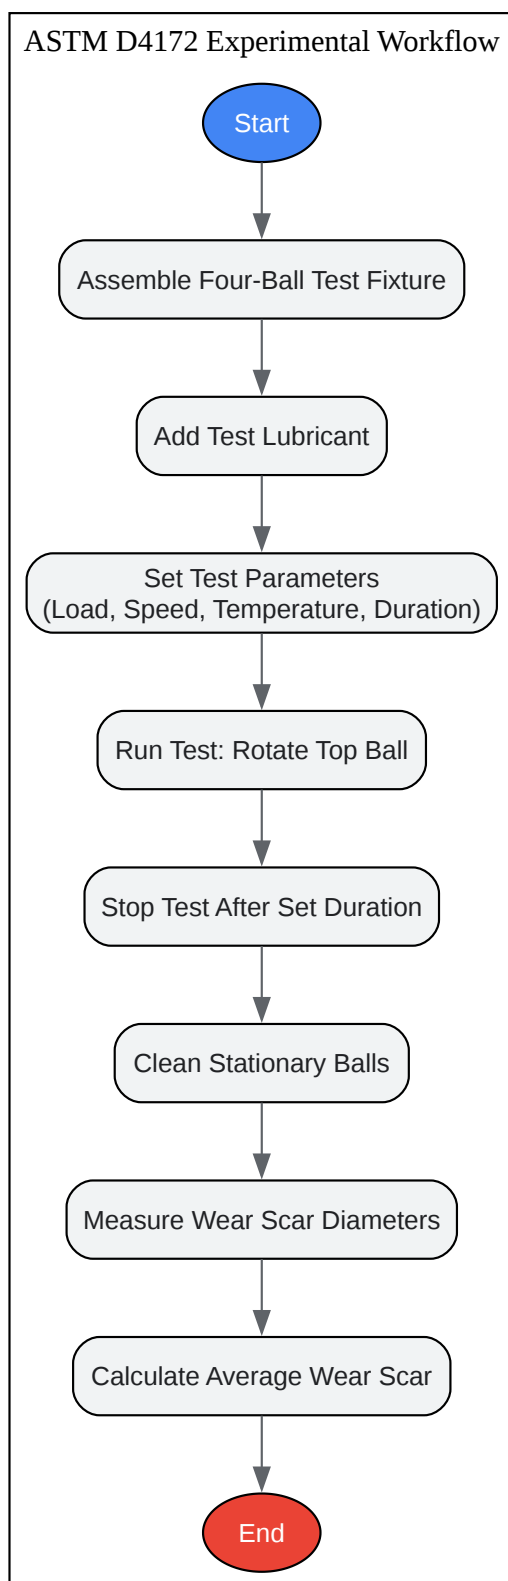 ASTM D4172 Experimental Workflow
Start
Assemble Four-Ball Test Fixture
Add Test Lubricant
Set Test Parameters
(Load, Speed, Temperature, Duration)
Run Test: Rotate Top Ball
Stop Test After Set Duration
Clean Stationary Balls
Measure Wear Scar Diameters
Calculate Average Wear Scar
End